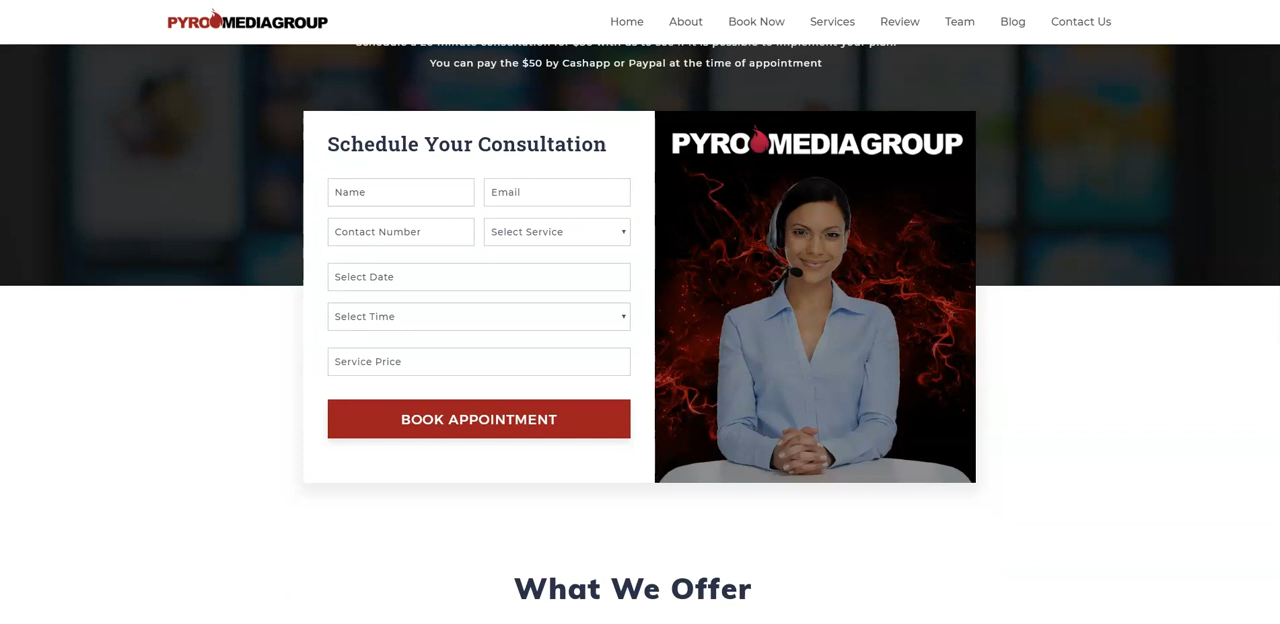 PYROMEDIAGROUP
Home About Book Now Services Review Team Blog Contact Us
You can pay the $50 by Cashapp or Paypal at the time of appointment
Schedule Your Consultation
Name Email
Contact Number Select Service
Select Date
Select Time
Service Price
BOOK APPOINTMENT
PYROMEDIAGROUP
What We Offer